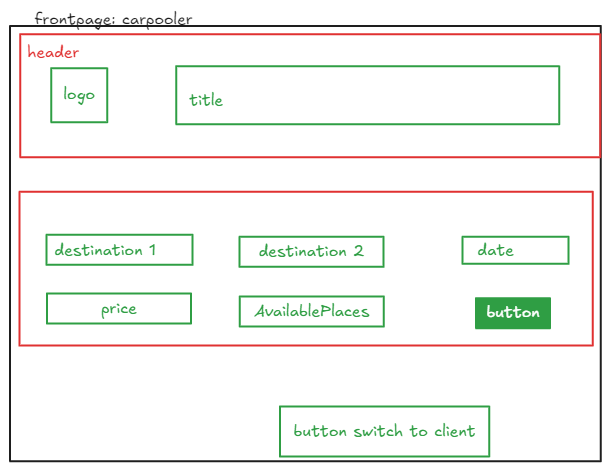 frontpage: carpooler
header
logo
title
destination 1
destination 2
date
price
AvailablePlaces
button
button switch to client